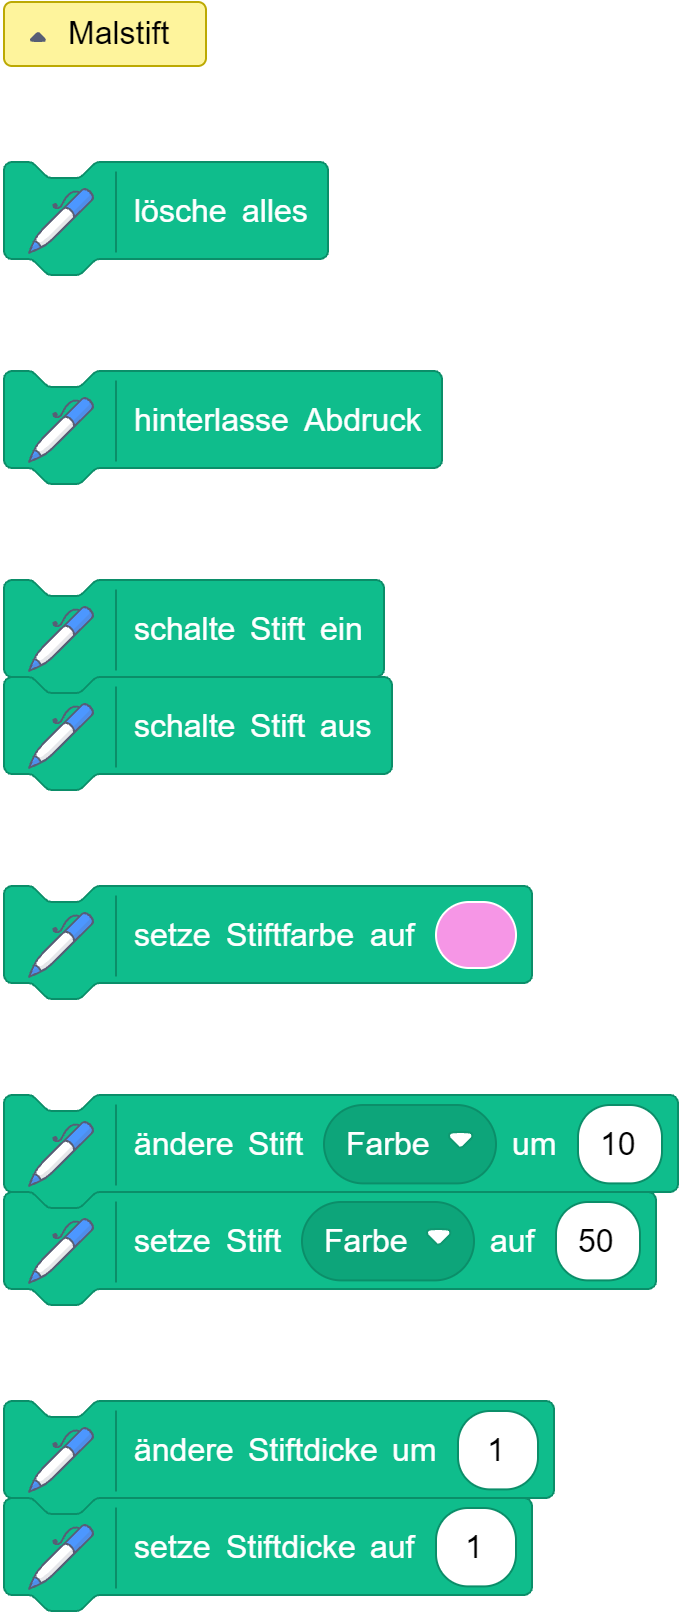 Malstift
lösche alles
hinterlasse Abdruck
schalte Stift ein
schalte Stift aus
setze Stiftfarbe auf
ändere Stift Farbe um 10
setze Stift Farbe auf 50
ändere Stiftdicke um 1
setze Stiftdicke auf 1